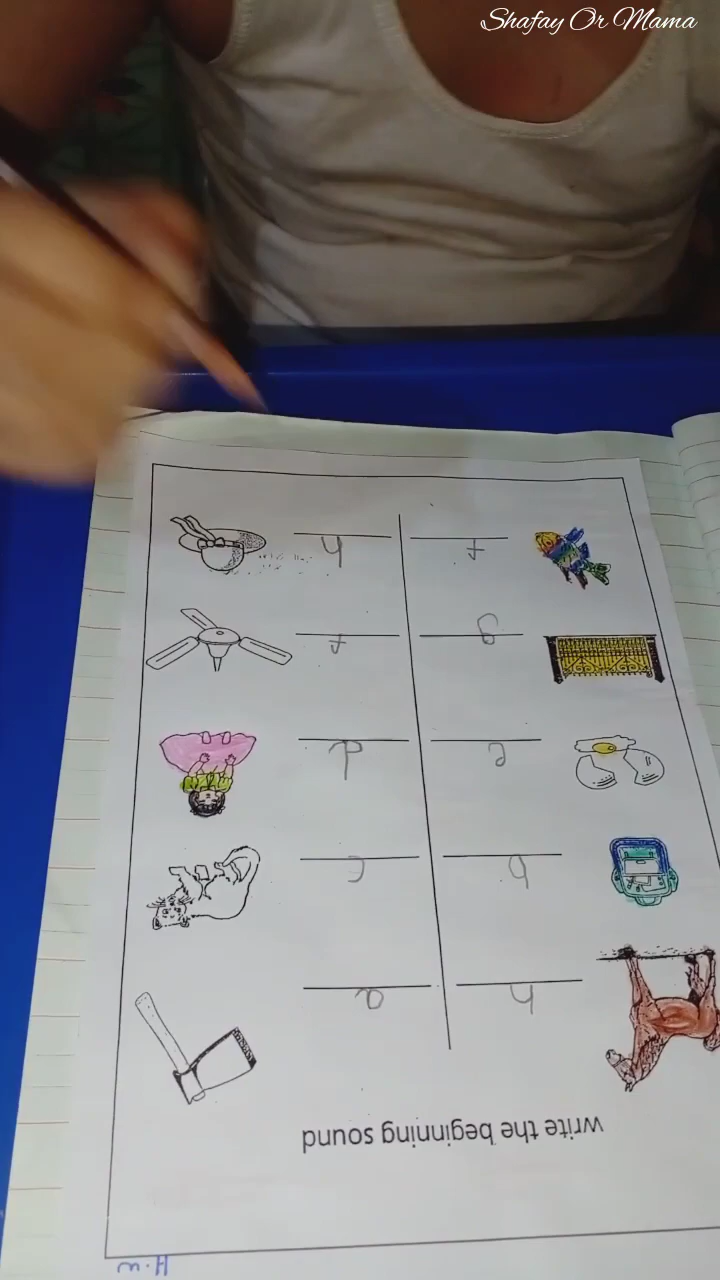 Shafay Or Mama
H.w
write the beginning sound
h a
b c
e d
g f
f h